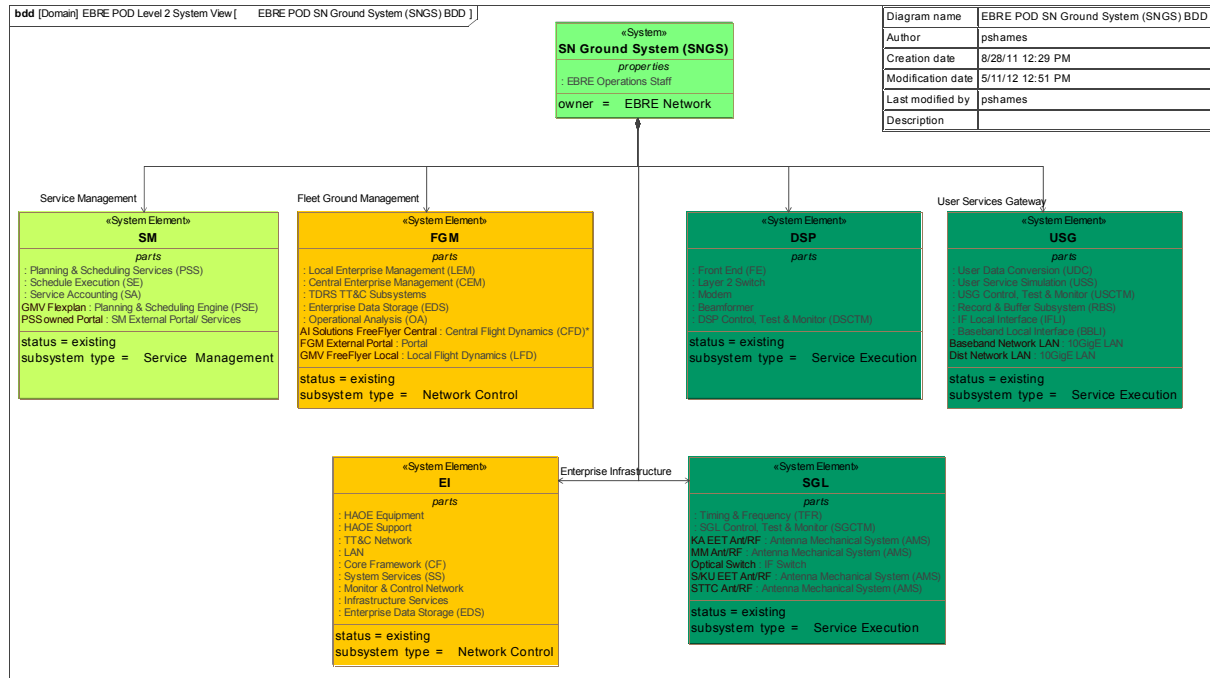 bdd [Domain] EBRE POD Level 2 System View [ EBRE POD SN Ground System (SNGS) BDD ]
Diagram name EBRE POD SN Ground System (SNGS) BDD
Author pshames
Creation date 8/28/11 12:29 PM
Modification date 5/11/12 12:51 PM
Last modified by pshames
Description
«System»
SN Ground System (SNGS)
properties
: EBRE Operations Staff
owner = EBRE Network
Service Management
«System Element»
SM
parts
: Planning & Scheduling Services (PSS)
: Schedule Execution (SE)
: Service Accounting (SA)
GMV Flexplan : Planning & Scheduling Engine (PSE)
PSS owned Portal : SM External Portal/ Services
status = existing
subsystem type = Service Management
Fleet Ground Management
«System Element»
FGM
parts
: Local Enterprise Management (LEM)
: Central Enterprise Management (CEM)
: TDRS TT&C Subsystems
: Enterprise Data Storage (EDS)
: Operational Analysis (OA)
AI Solutions FreeFlyer Central : Central Flight Dynamics (CFD)*
FGM External Portal : Portal
GMV FreeFlyer Local : Local Flight Dynamics (LFD)
status = existing
subsystem type = Network Control
«System Element»
DSP
parts
: Front End (FE)
: Layer 2 Switch
: Modem
: Beamformer
: DSP Control, Test & Monitor (DSCTM)
status = existing
subsystem type = Service Execution
User Services Gateway
«System Element»
USG
parts
: User Data Conversion (UDC)
: User Service Simulation (USS)
: USG Control, Test & Monitor (USCTM)
: Record & Buffer Subsystem (RBS)
: IF Local Interface (IFLI)
: Baseband Local Interface (BBLI)
Baseband Network LAN : 10GigE LAN
Dist Network LAN : 10GigE LAN
status = existing
subsystem type = Service Execution
Enterprise Infrastructure
«System Element»
EI
parts
: HAOE Equipment
: HAOE Support
: TT&C Network
: LAN
: Core Framework (CF)
: System Services (SS)
: Monitor & Control Network
: Infrastructure Services
: Enterprise Data Storage (EDS)
status = existing
subsystem type = Network Control
«System Element»
SGL
parts
: Timing & Frequency (TFR)
: SGL Control, Test & Monitor (SGCTM)
KA EET Ant/RF : Antenna Mechanical System (AMS)
MM Ant/RF : Antenna Mechanical System (AMS)
Optical Switch : IF Switch
S/KU EET Ant/RF : Antenna Mechanical System (AMS)
STTC Ant/RF : Antenna Mechanical System (AMS)
status = existing
subsystem type = Service Execution